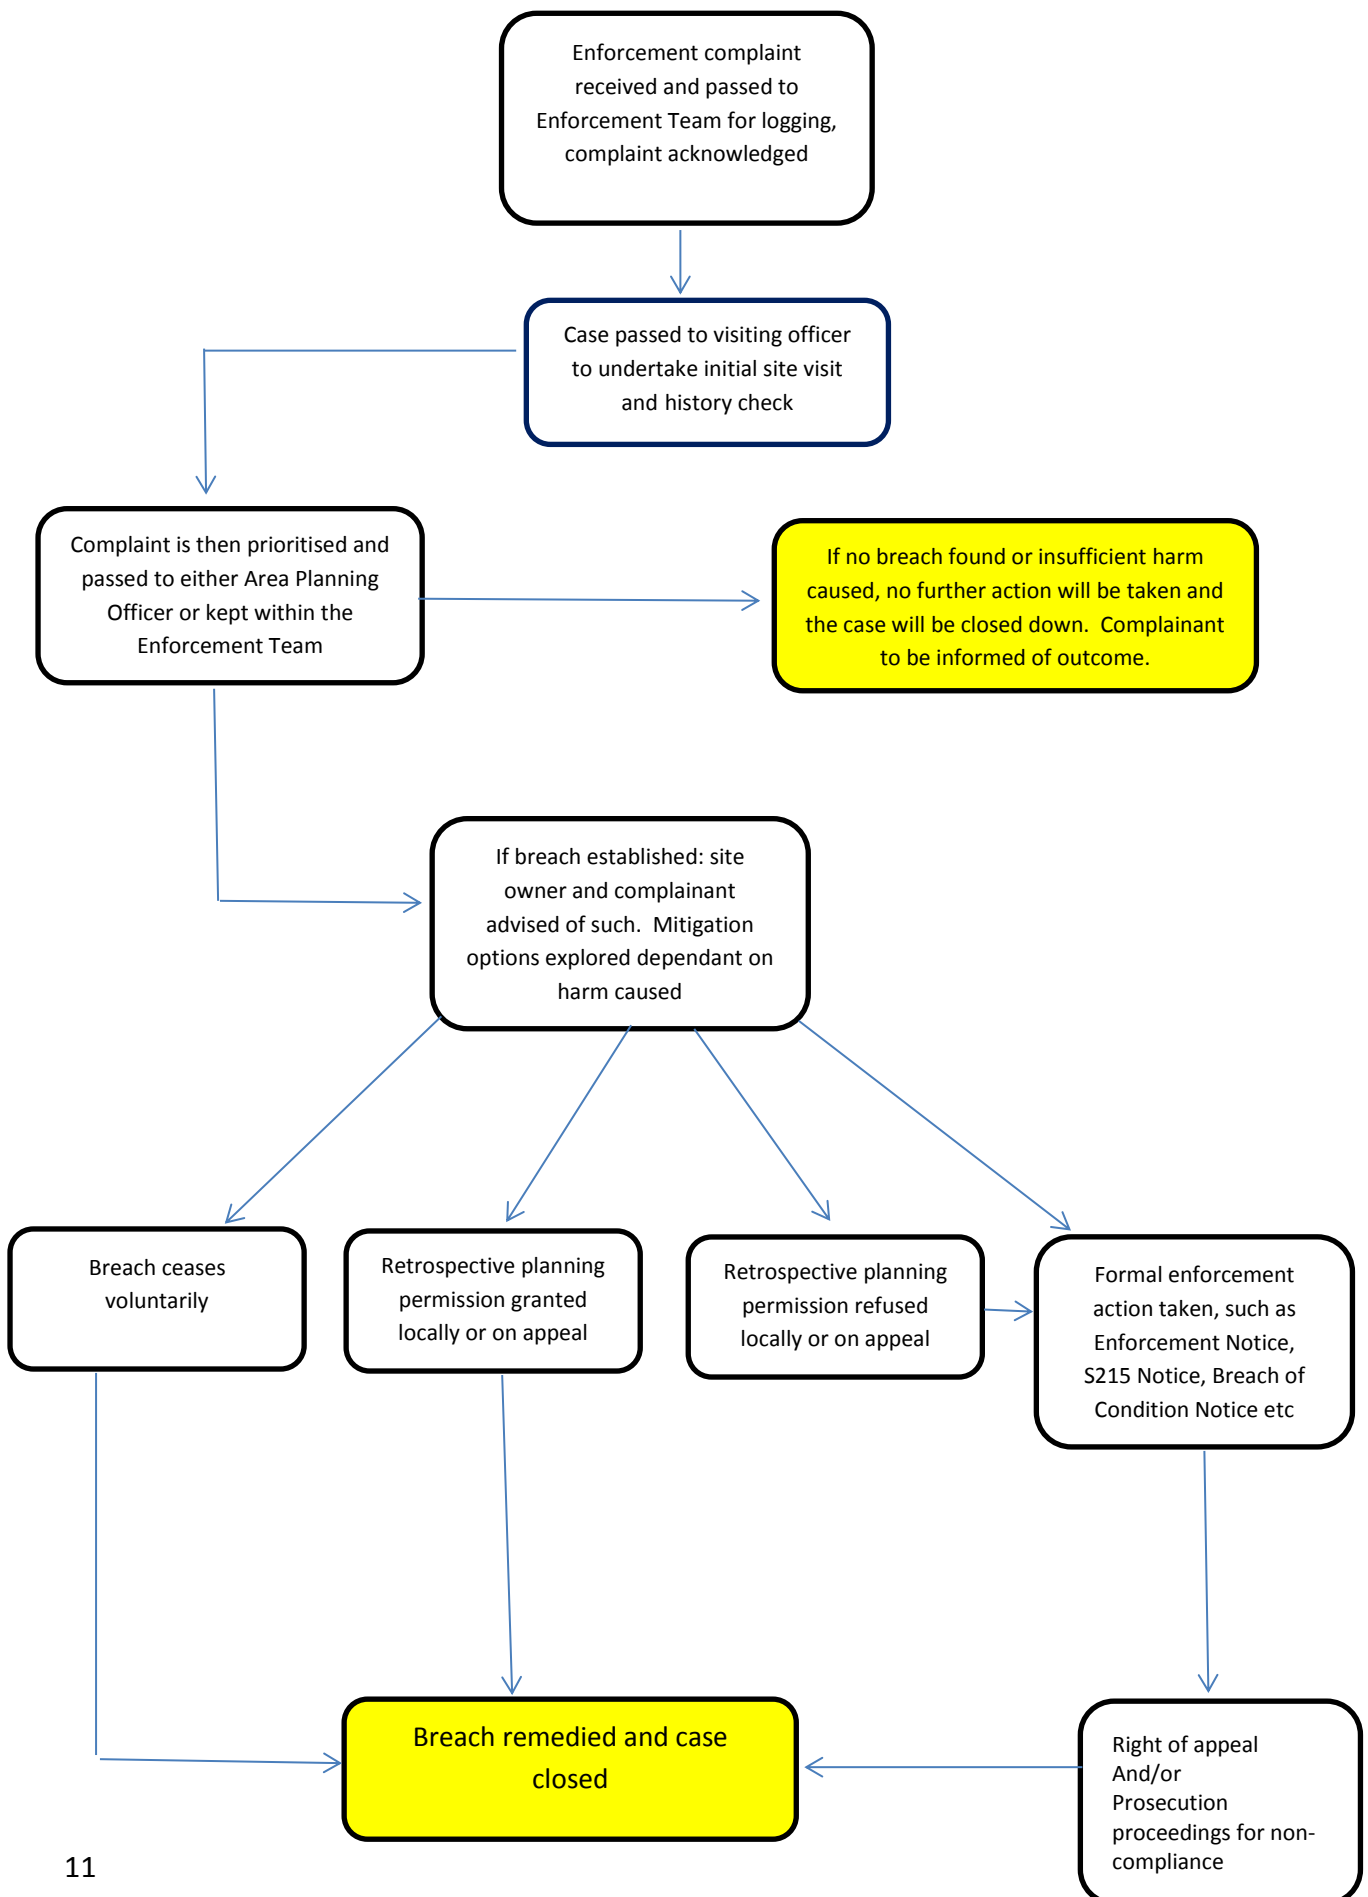 Enforcement complaint
received and passed to
Enforcement Team for logging,
complaint acknowledged
Case passed to visiting officer
to undertake initial site visit
and history check
Complaint is then prioritised and
passed to either Area Planning
Officer or kept within the
Enforcement Team
If no breach found or insufficient harm
caused, no further action will be taken and
the case will be closed down.  Complainant
to be informed of outcome.
If breach established: site
owner and complainant
advised of such.  Mitigation
options explored dependant on
harm caused
Breach ceases
voluntarily
Retrospective planning
permission granted
locally or on appeal
Retrospective planning
permission refused
locally or on appeal
Formal enforcement
action taken, such as
Enforcement Notice,
S215 Notice, Breach of
Condition Notice etc
Breach remedied and case
closed
Right of appeal
And/or
Prosecution
proceedings for non-
compliance
11